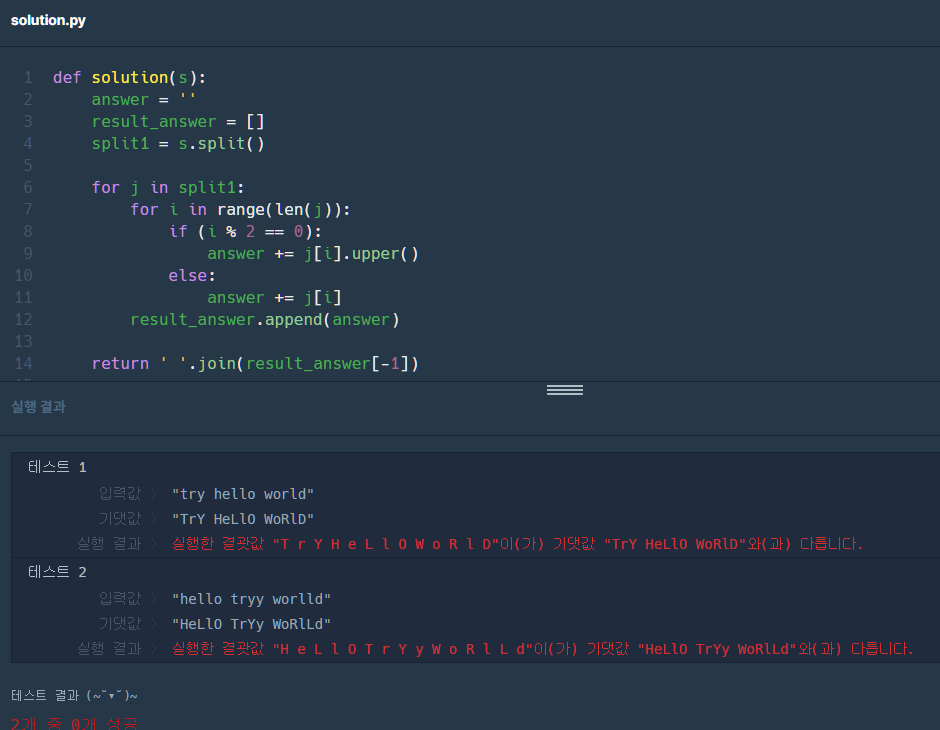 solution.py
1 def solution(s):
2     answer = ''
3     result_answer = []
4     split1 = s.split()
5
6     for j in split1:
7         for i in range(len(j)):
8             if (i % 2 == 0):
9                 answer += j[i].upper()
10             else:
11                 answer += j[i]
12         result_answer.append(answer)
13
14     return ' '.join(result_answer[-1])
실행 결과
테스트 1
입력값 〉 "try hello world"
기댓값 〉 "TrY HeLlO WoRlD"
실행 결과 〉 실행한 결괏값 "T r Y H e L l O W o R l D"이(가) 기댓값 "TrY HeLlO WoRlD"와(과) 다릅니다.
테스트 2
입력값 〉 "hello tryy worlld"
기댓값 〉 "HeLlO TrYy WoRlLd"
실행 결과 〉 실행한 결괏값 "H e L l O T r Y y W o R l L d"이(가) 기댓값 "HeLlO TrYy WoRlLd"와(과) 다릅니다.
테스트 결과 (~˘▾˘)~
2개 중 0개 성공